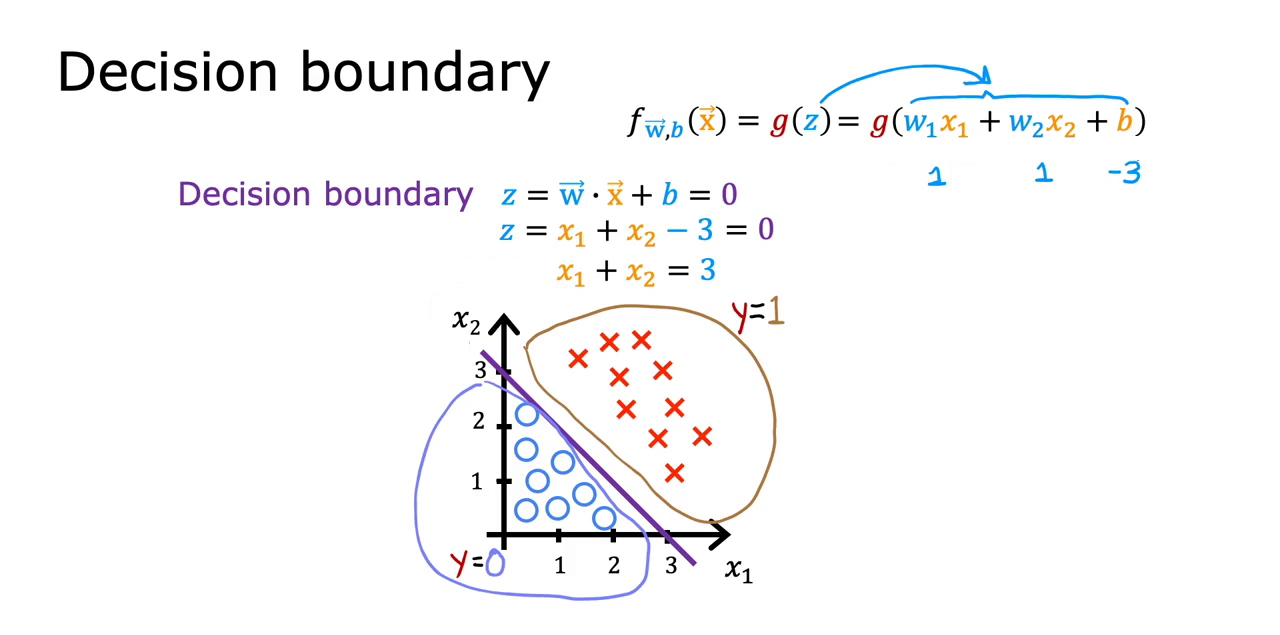 Decision boundary
f_{w⃗,b}(x⃗) = g(z) = g(w₁x₁ + w₂x₂ + b)
1 1 -3
Decision boundary z = w⃗ · x⃗ + b = 0
z = x₁ + x₂ − 3 = 0
x₁ + x₂ = 3
y=1
x₂
3
2
1
y=0
1 2 3
x₁